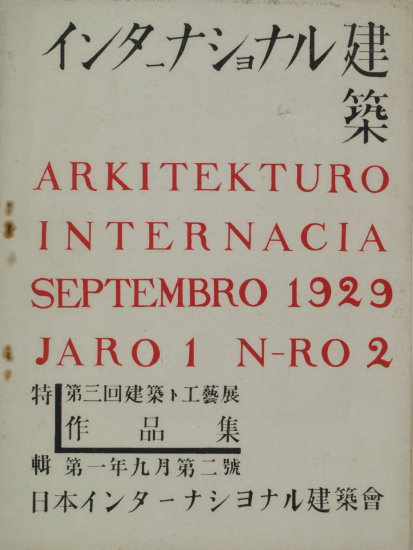 インターナショナル建築
ARKITEKTURO
INTERNACIA
SEPTEMBRO 1929
JARO 1 N-RO 2
特輯
第三回建築ト工藝展
作品集
第一年九月第二號
日本インターナショナル建築會